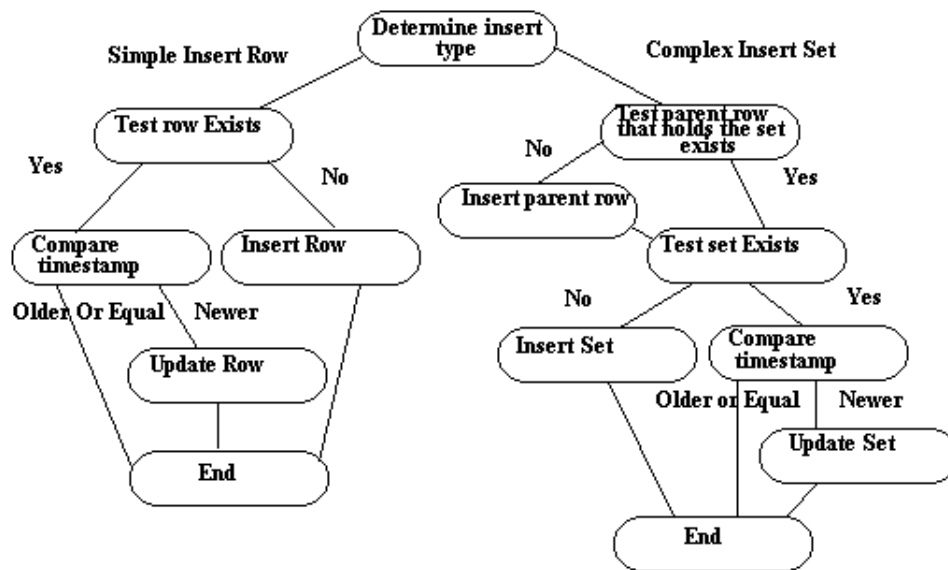 Determine insert
type
Simple Insert Row
Complex Insert Set
Test row Exists
Test parent row
that holds the set
exists
Yes
No
No
Yes
Insert parent row
Compare
timestamp
Insert Row
Test set Exists
Older Or Equal
Newer
No
Yes
Update Row
Insert Set
Compare
timestamp
Older or Equal
Newer
Update Set
End
End